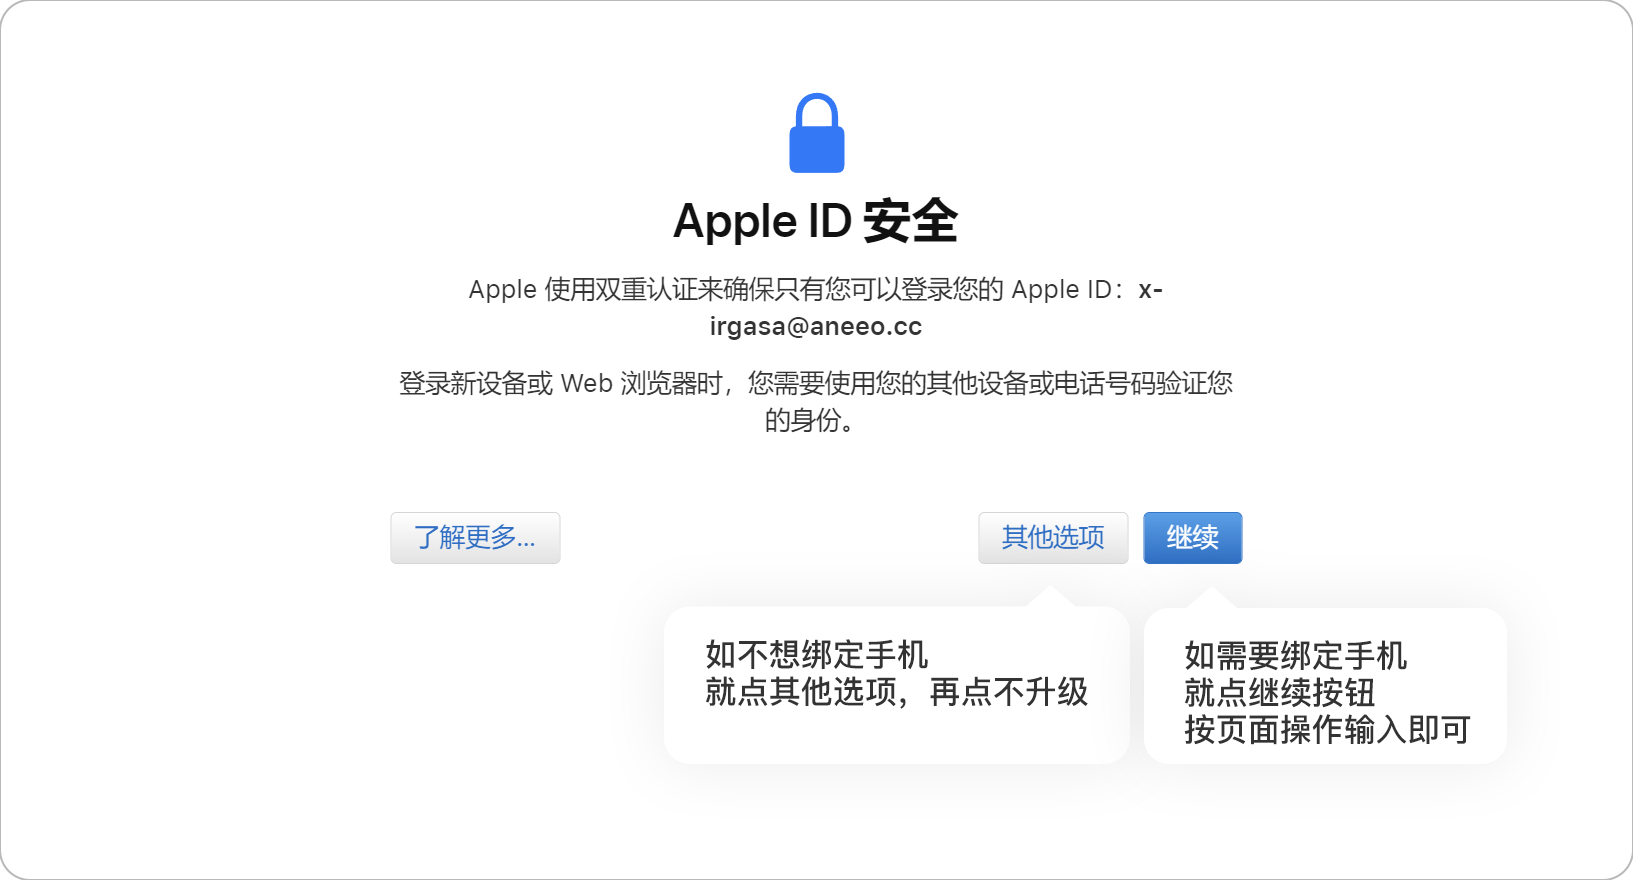 Apple ID 安全
Apple 使用双重认证来确保只有您可以登录您的 Apple ID：x-
irgasa@aneeo.cc
登录新设备或 Web 浏览器时，您需要使用您的其他设备或电话号码验证您
的身份。
了解更多...
其他选项
继续
如不想绑定手机
就点其他选项，再点不升级
如需要绑定手机
就点继续按钮
按页面操作输入即可